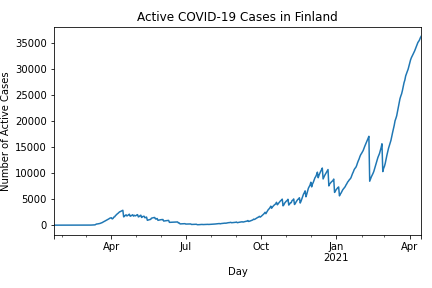 Active COVID-19 Cases in Finland
Number of Active Cases
35000
30000
25000
20000
15000
10000
5000
0
Apr
Jul
Oct
Jan
2021
Apr
Day